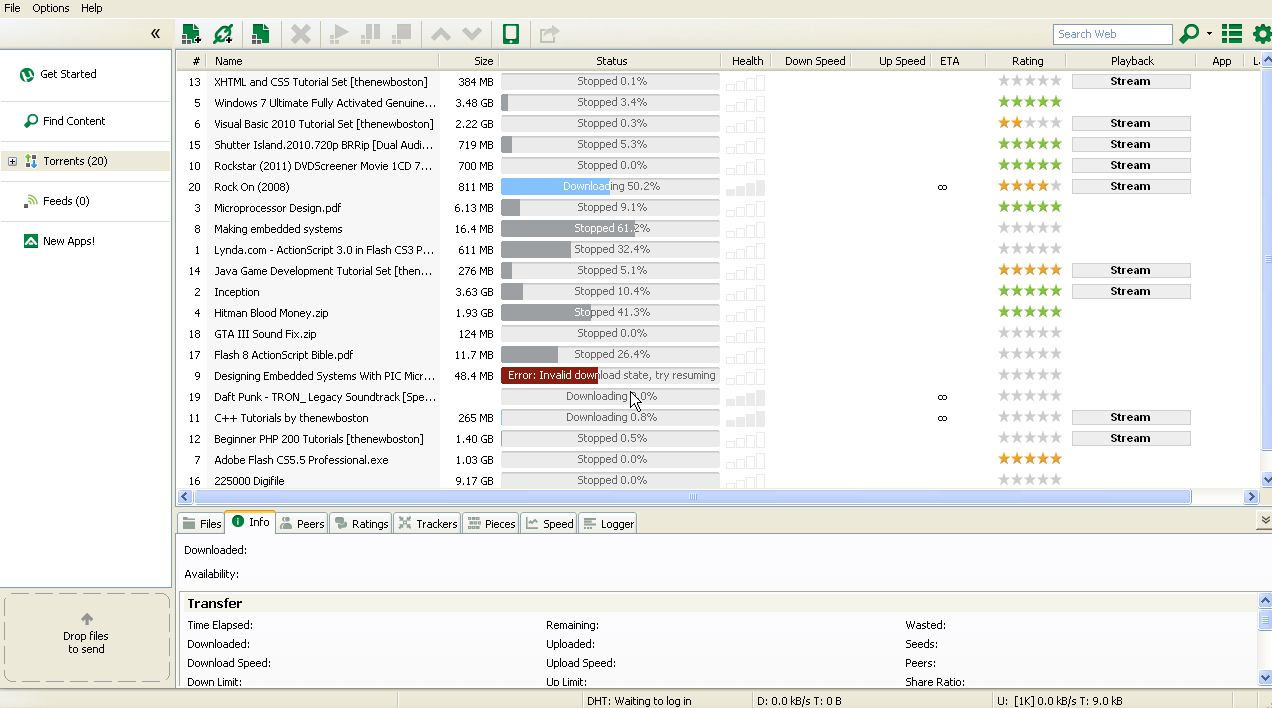 File Options Help
« Search Web
Get Started
Find Content
Torrents (20)
Feeds (0)
New Apps!
# Name Size Status Health Down Speed Up Speed ETA Rating Playback App
13 XHTML and CSS Tutorial Set [thenewboston] 384 MB Stopped 0.1% Stream
5 Windows 7 Ultimate Fully Activated Genuine... 3.48 GB Stopped 3.4%
6 Visual Basic 2010 Tutorial Set [thenewboston] 2.22 GB Stopped 0.3% Stream
15 Shutter Island.2010.720p brrip [Dual Audi... 719 MB Stopped 5.3% Stream
10 Rockstar (2011) DVDScreener Movie 1CD 7... 700 MB Stopped 0.0% Stream
20 Rock On (2008) 811 MB Downloading 50.2% ∞ Stream
3 Microprocessor Design.pdf 6.13 MB Stopped 9.1%
8 Making embedded systems 16.4 MB Stopped 61.2%
1 Lynda.com - ActionScript 3.0 in Flash CS3 P... 611 MB Stopped 32.4%
14 Java Game Development Tutorial Set [then... 276 MB Stopped 5.1% Stream
2 Inception 3.63 GB Stopped 10.4% Stream
4 Hitman Blood Money.zip 1.93 GB Stopped 41.3%
18 GTA III Sound Fix.zip 124 MB Stopped 0.0%
17 Flash 8 ActionScript Bible.pdf 11.7 MB Stopped 26.4%
9 Designing Embedded Systems With PIC Micr... 48.4 MB Error: Invalid download state, try resuming
19 Daft Punk - TRON_ Legacy Soundtrack [Spe... Downloading ∞
11 C++ Tutorials by thenewboston 265 MB Downloading 0.8% ∞ Stream
12 Beginner PHP 200 Tutorials [thenewboston] 1.40 GB Stopped 0.5% Stream
7 Adobe Flash CS5.5 Professional.exe 1.03 GB Stopped 0.0%
16 225000 Digifile 9.17 GB Stopped 0.0%
Files Info Peers Ratings Trackers Pieces Speed Logger
Downloaded:
Availability:
Transfer
Time Elapsed: Remaining: Wasted:
Downloaded: Uploaded: Seeds:
Download Speed: Upload Speed: Peers:
Down Limit: Up Limit: Share Ratio:
Drop files
to send
DHT: Waiting to log in D: 0.0 kB/s T: 0 B U: [1K] 0.0 kB/s T: 9.0 kB